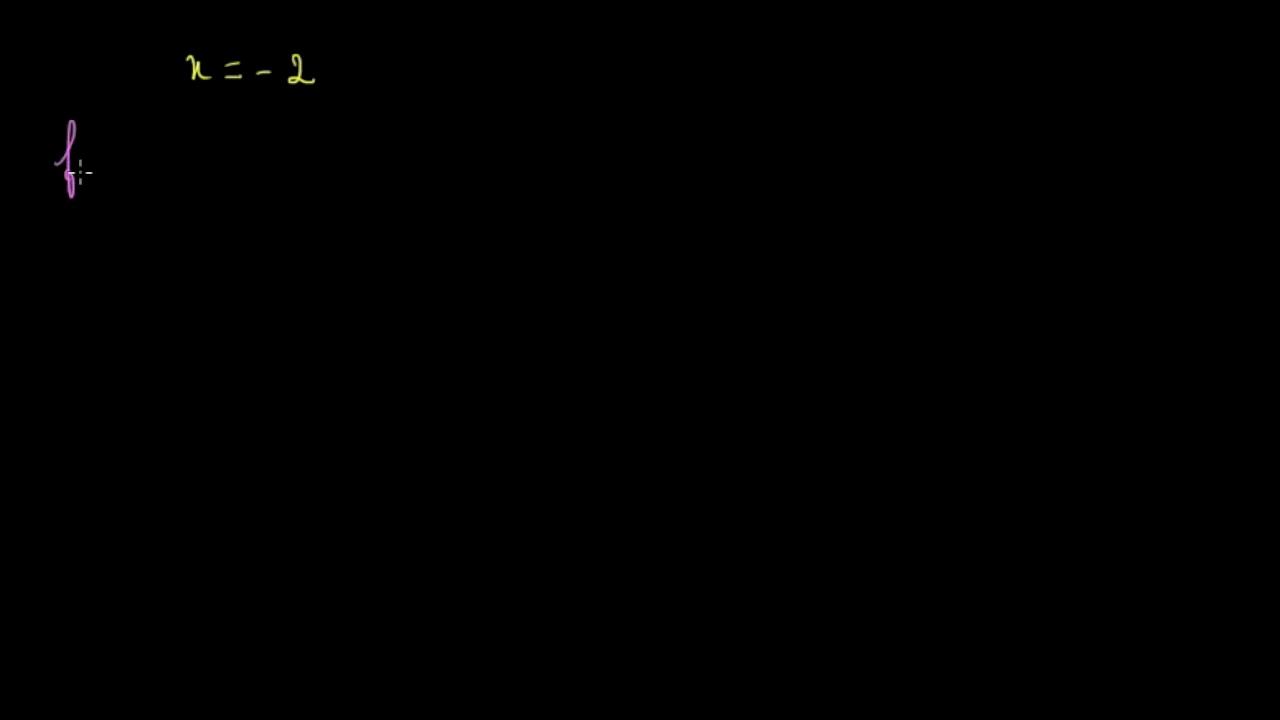 x = - 2
f